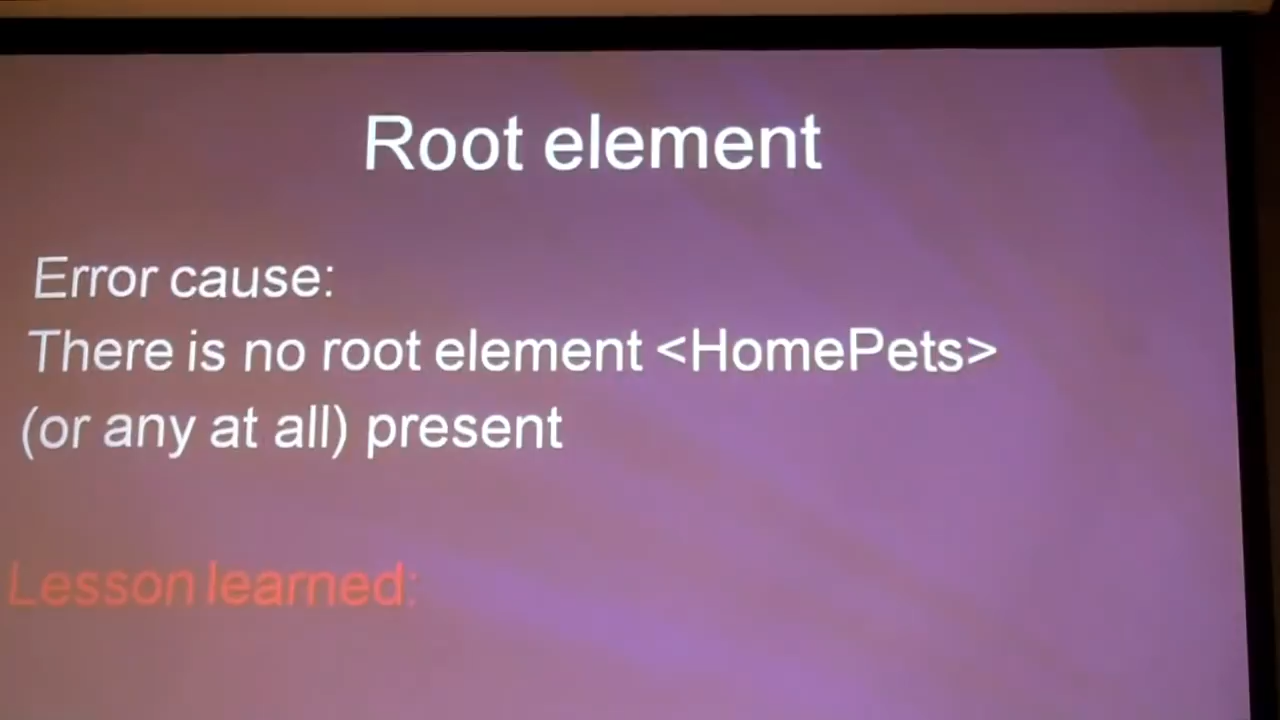 Root element
Error cause:
There is no root element <HomePets>
(or any at all) present
Lesson learned: